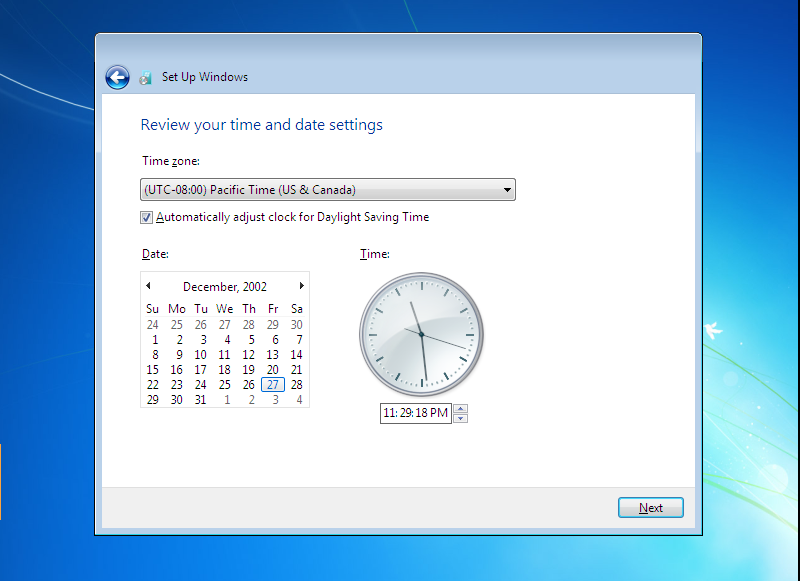 Set Up Windows
Review your time and date settings
Time zone:
(UTC-08:00) Pacific Time (US & Canada)
Automatically adjust clock for Daylight Saving Time
Date:
Time:
December, 2002
Su Mo Tu We Th Fr Sa
24 25 26 27 28 29 30
1 2 3 4 5 6 7
8 9 10 11 12 13 14
15 16 17 18 19 20 21
22 23 24 25 26 27 28
29 30 31 1 2 3 4
11:29:18 PM
Next